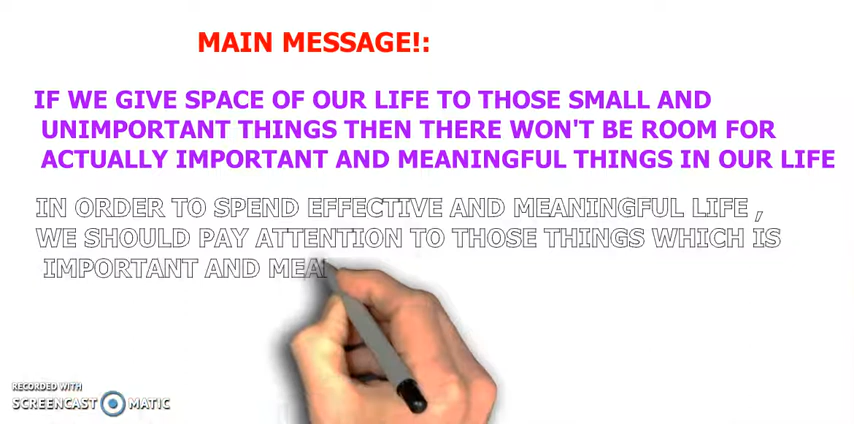 MAIN MESSAGE!:
IF WE GIVE SPACE OF OUR LIFE TO THOSE SMALL AND
UNIMPORTANT THINGS THEN THERE WON'T BE ROOM FOR
ACTUALLY IMPORTANT AND MEANINGFUL THINGS IN OUR LIFE
IN ORDER TO SPEND EFFECTIVE AND MEANINGFUL LIFE ,
WE SHOULD PAY ATTENTION TO THOSE THINGS WHICH IS
IMPORTANT AND MEA
RECORDED WITH
SCREENCAST MATIC